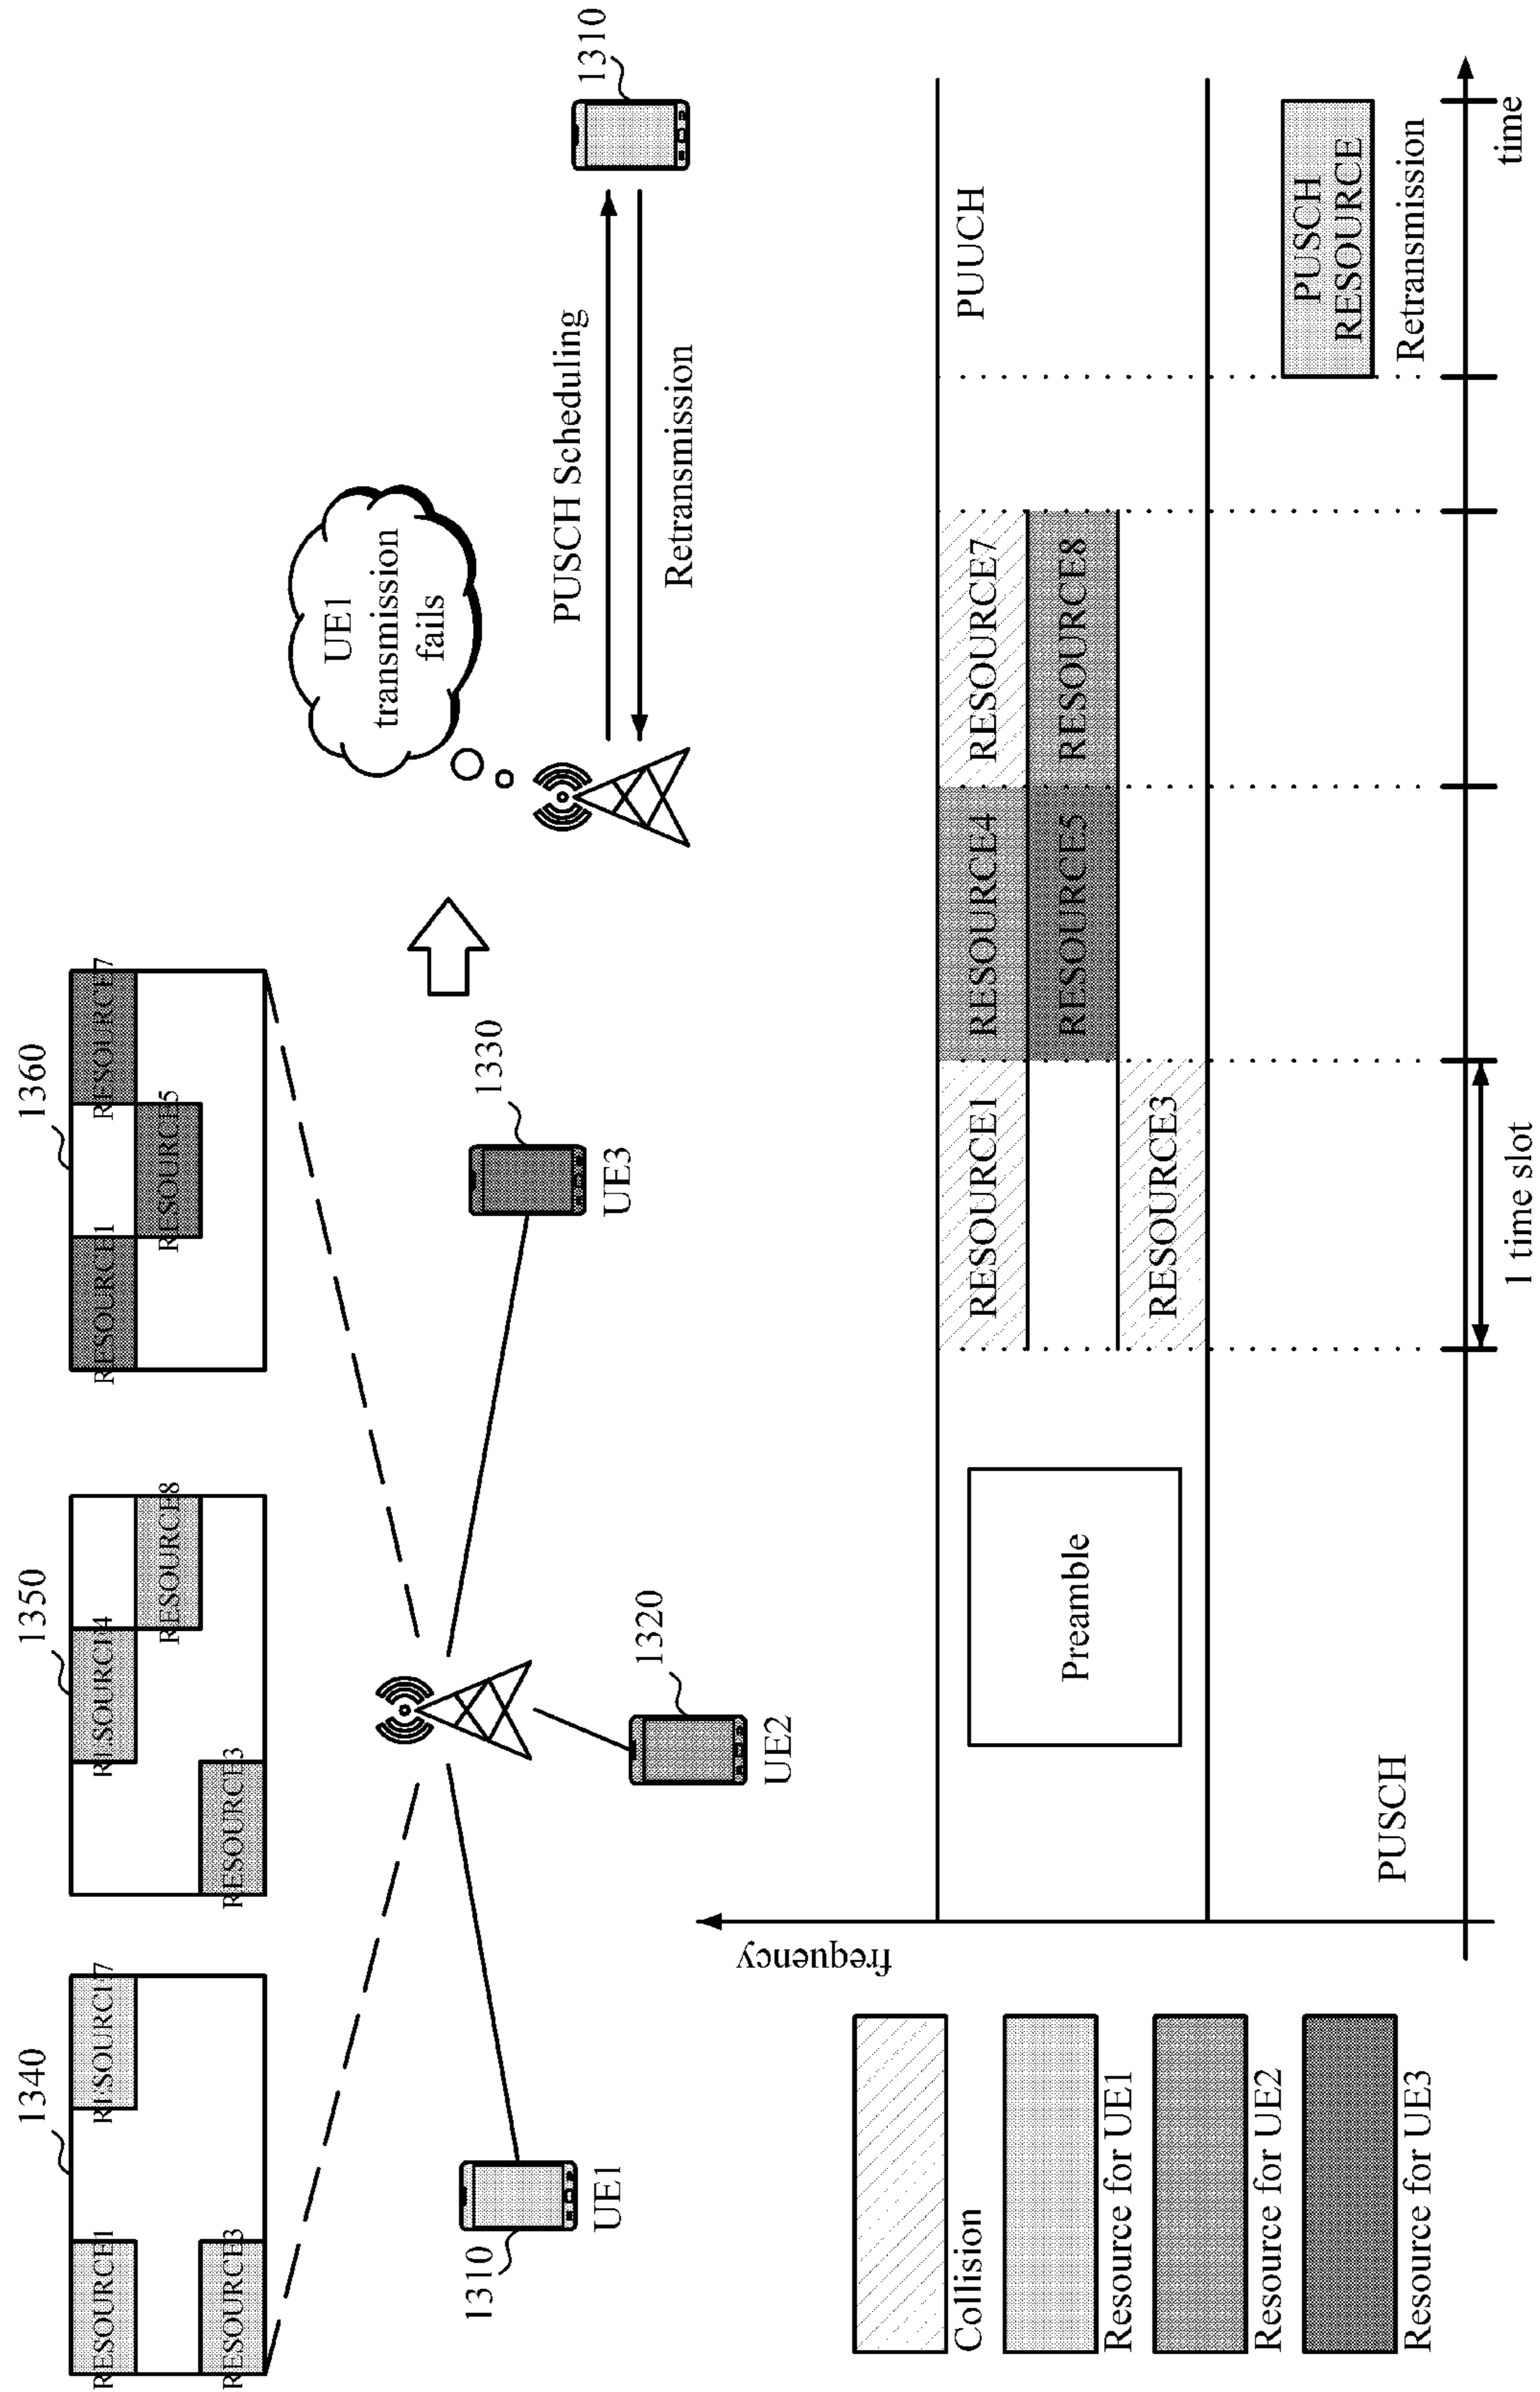 1340
RESOURCE1
RESOURCE7
RESOURCE3
1350
RESOURCE4
RESOURCE8
RESOURCE3
1360
RESOURCE1
RESOURCE7
RESOURCE5
1310
UE1
1320
UE2
1330
UE3
UE1
transmission
fails
PUSCH Scheduling
Retransmission
1310
Collision
Resource for UE1
Resource for UE2
Resource for UE3
frequency
PUUCH
Preamble
RESOURCE1
RESOURCE4
RESOURCE7
RESOURCE5
RESOURCE8
RESOURCE3
PUSCH
PUSCH
RESOURCE
Retransmission
1 time slot
time